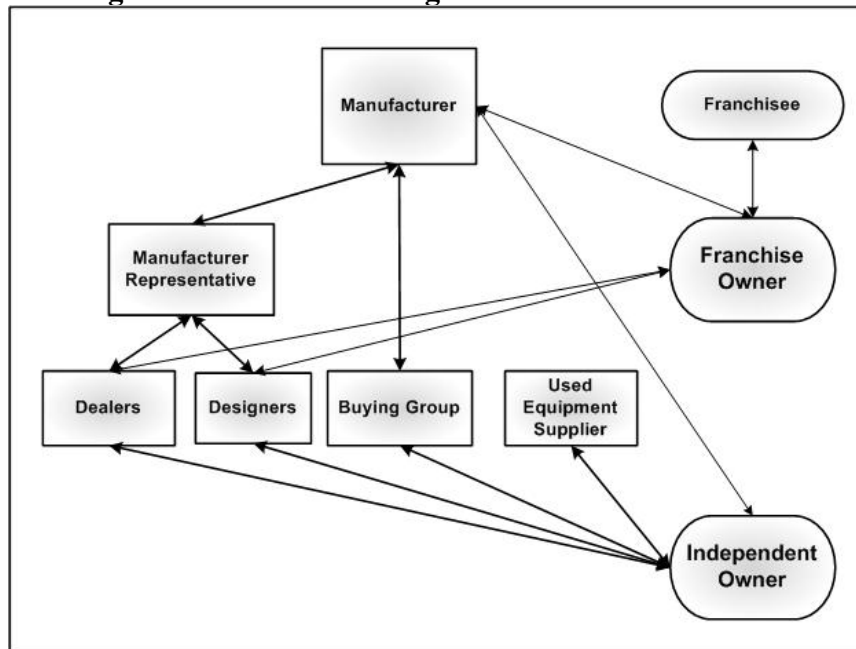 Manufacturer
Franchisee
Manufacturer
Representative
Franchise
Owner
Dealers
Designers
Buying Group
Used
Equipment
Supplier
Independent
Owner